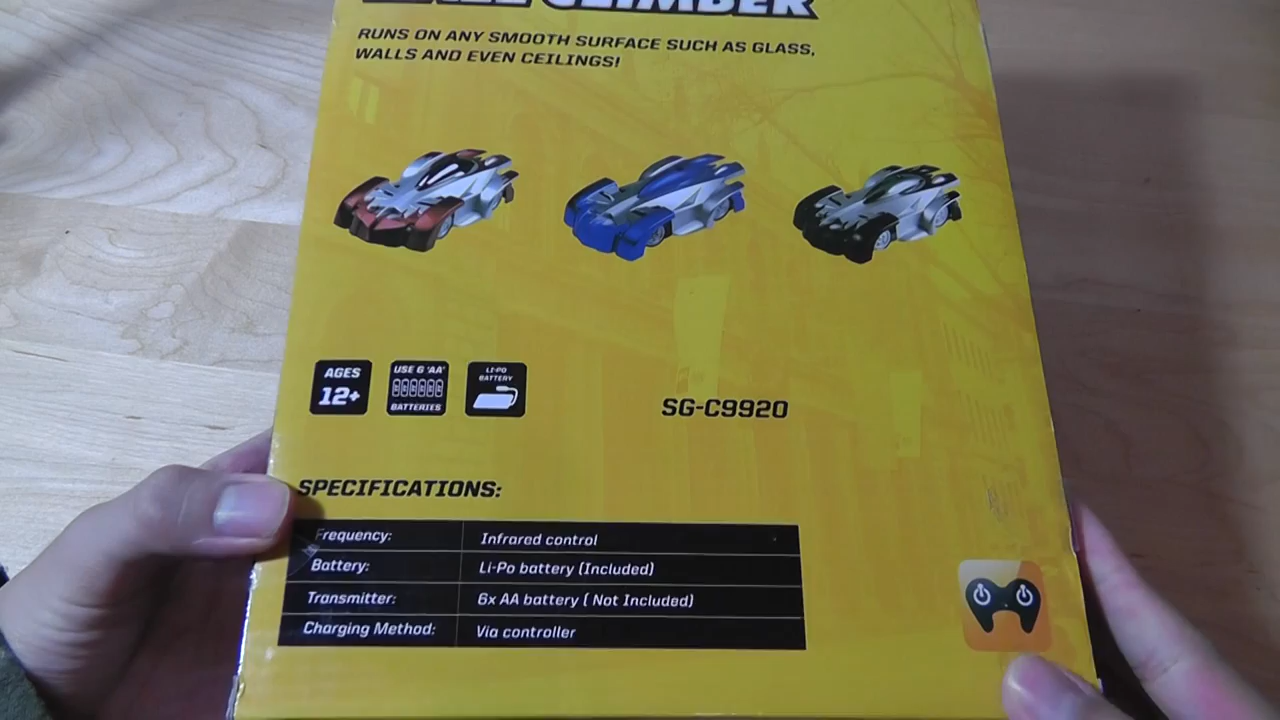 CLIMBER
RUNS ON ANY SMOOTH SURFACE SUCH AS GLASS,
WALLS AND EVEN CEILINGS!
AGES
12+
USE 6 'AA'
BATTERIES
LI-PO
BATTERY
SG-C9920
SPECIFICATIONS:
Frequency: Infrared control
Battery: Li-Po battery (Included)
Transmitter: 6x AA battery ( Not Included)
Charging Method: Via controller